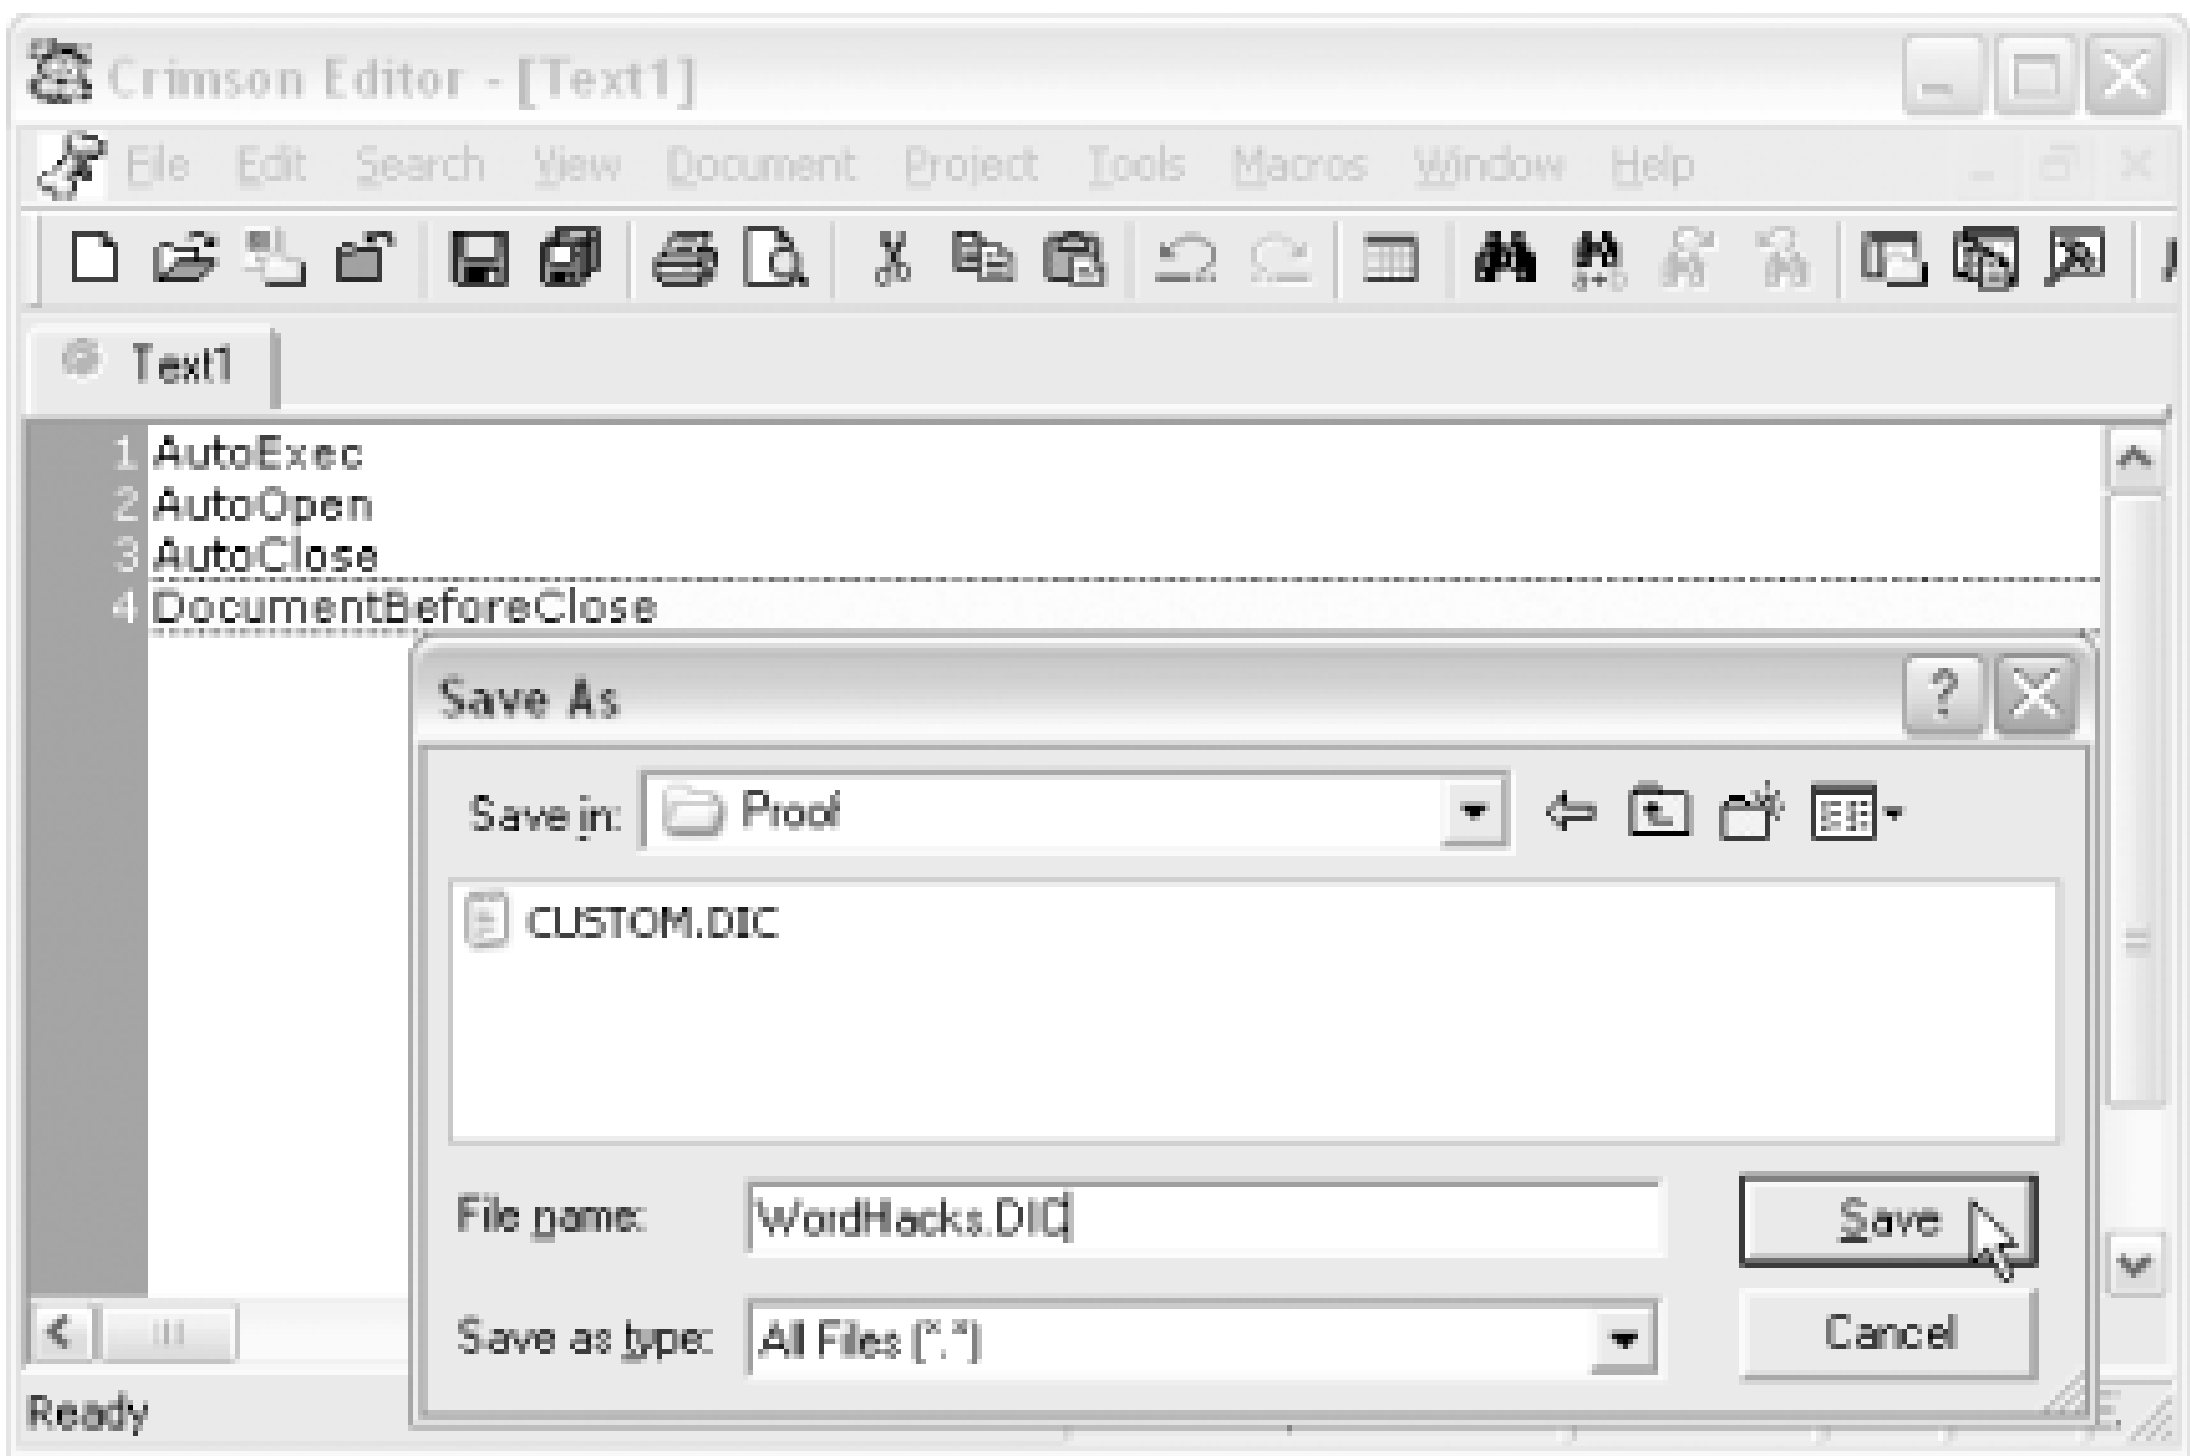 Crimson Editor - [Text1]
File Edit Search View Document Project Tools Macros Window Help
Text1
1 AutoExec
2 AutoOpen
3 AutoClose
4 DocumentBeforeClose
Save As
Save in: Proof
CUSTOM.DIC
File name: WordHacks.DIC Save
Save as type: All Files (*.*) Cancel
Ready